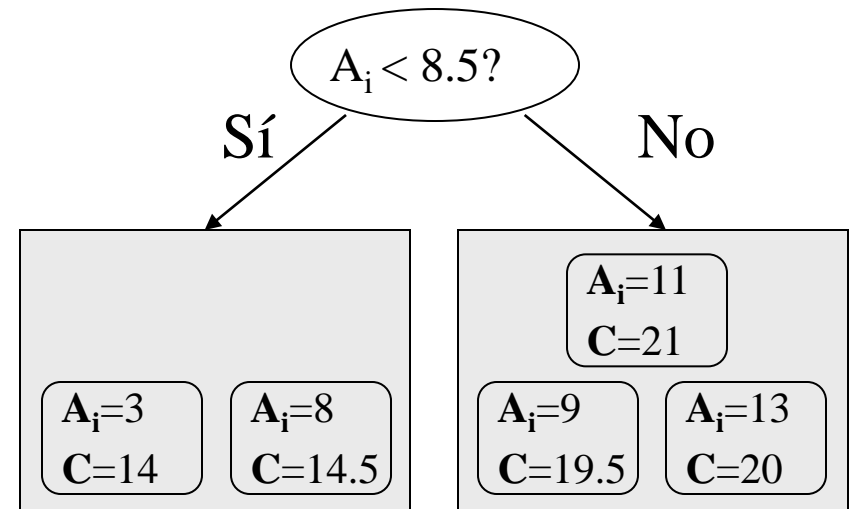 Aᵢ < 8.5?
Sí
No
Aᵢ=3
C=14
Aᵢ=8
C=14.5
Aᵢ=11
C=21
Aᵢ=9
C=19.5
Aᵢ=13
C=20